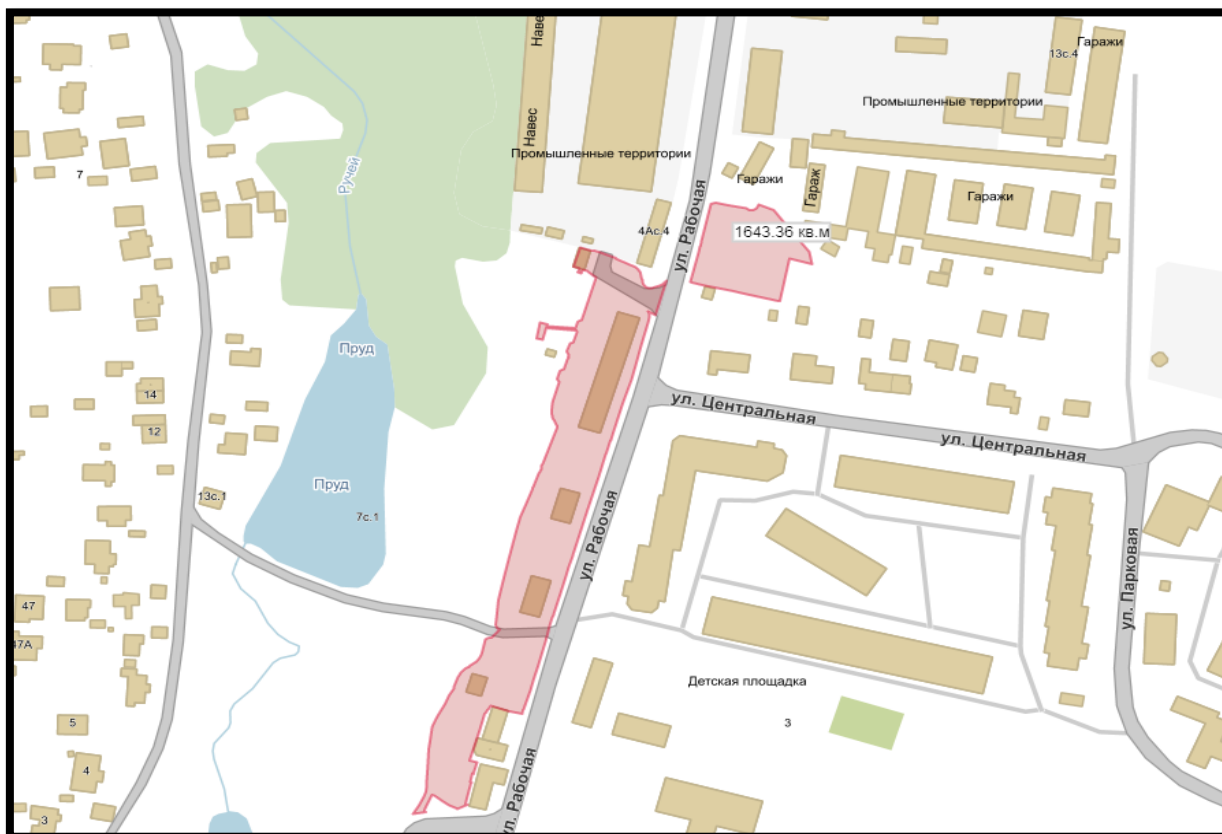 Навес
Гаражи
13с.4
Промышленные территории
Навес
Промышленные территории
Ручей
7
Гаражи
Гараж
Гаражи
ул. Рабочая
4Ас.4
1643.36 кв.м
Пруд
14
12
ул. Центральная
ул. Центральная
Пруд
13с.1
7с.1
ул. Рабочая
ул. Парковая
47
47А
Детская площадка
5
3
4
ул. Рабочая
3